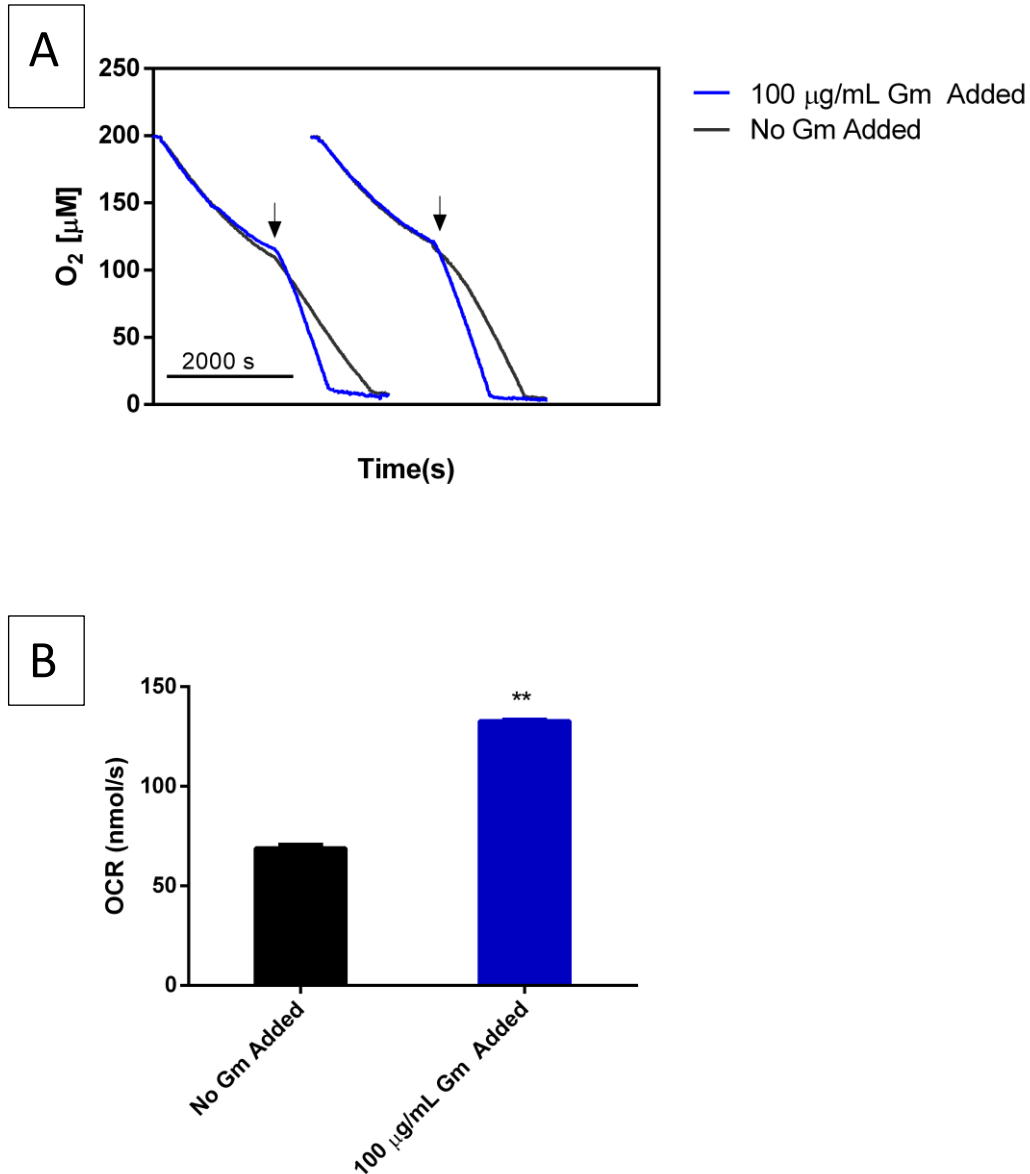 A
250
200
150
100
50
0
O2 [µM]
2000 s
Time(s)
100 µg/mL Gm Added
No Gm Added
B
150
100
50
0
OCR (nmol/s)
**
No Gm Added
100 µg/mL Gm Added